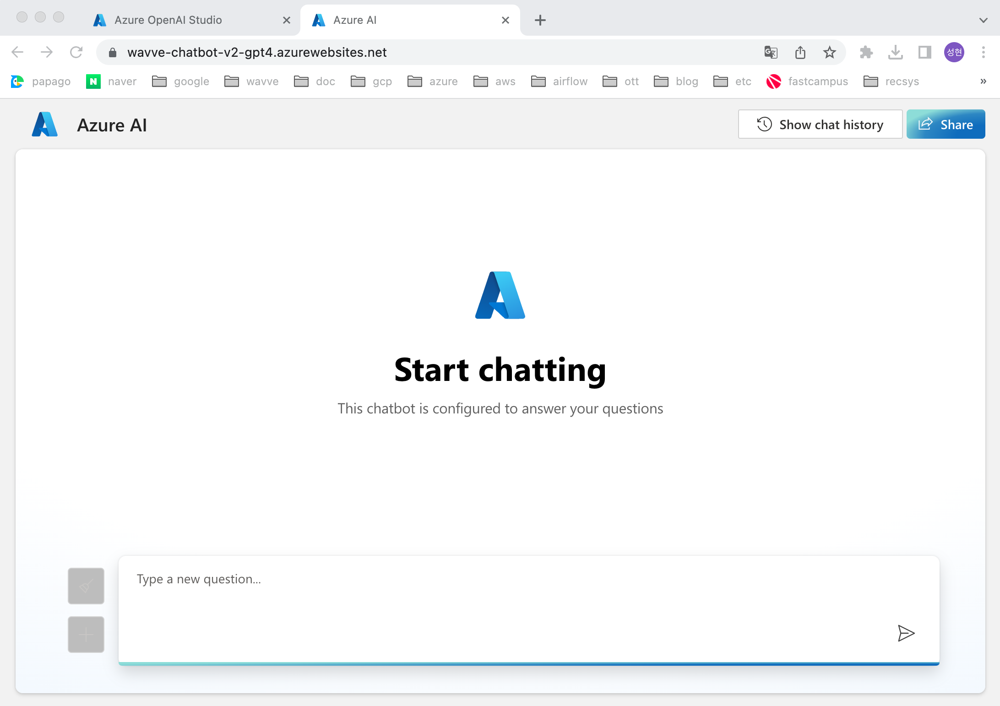 Azure OpenAI Studio
Azure AI
wavve-chatbot-v2-gpt4.azurewebsites.net
성현
papago
N naver
google
wavve
doc
gcp
azure
aws
airflow
ott
blog
etc
fastcampus
recsys
»
Azure AI
Show chat history
Share
Start chatting
This chatbot is configured to answer your questions
Type a new question...